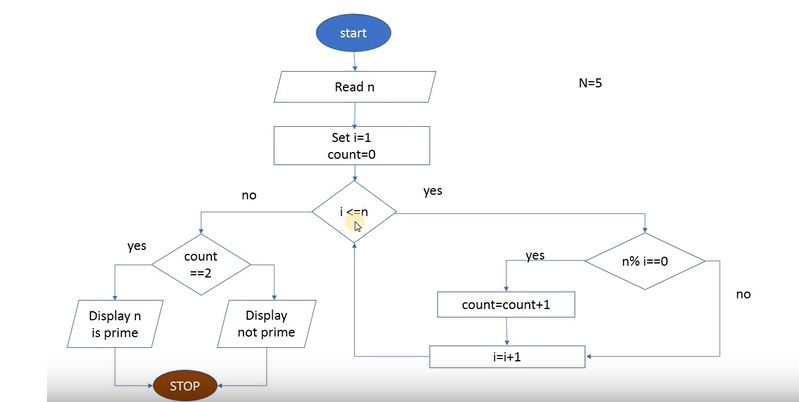 start
Read n
N=5
Set i=1
count=0
no
yes
i <=n
yes
count
==2
yes
n% i==0
no
Display n
is prime
Display
not prime
count=count+1
i=i+1
STOP